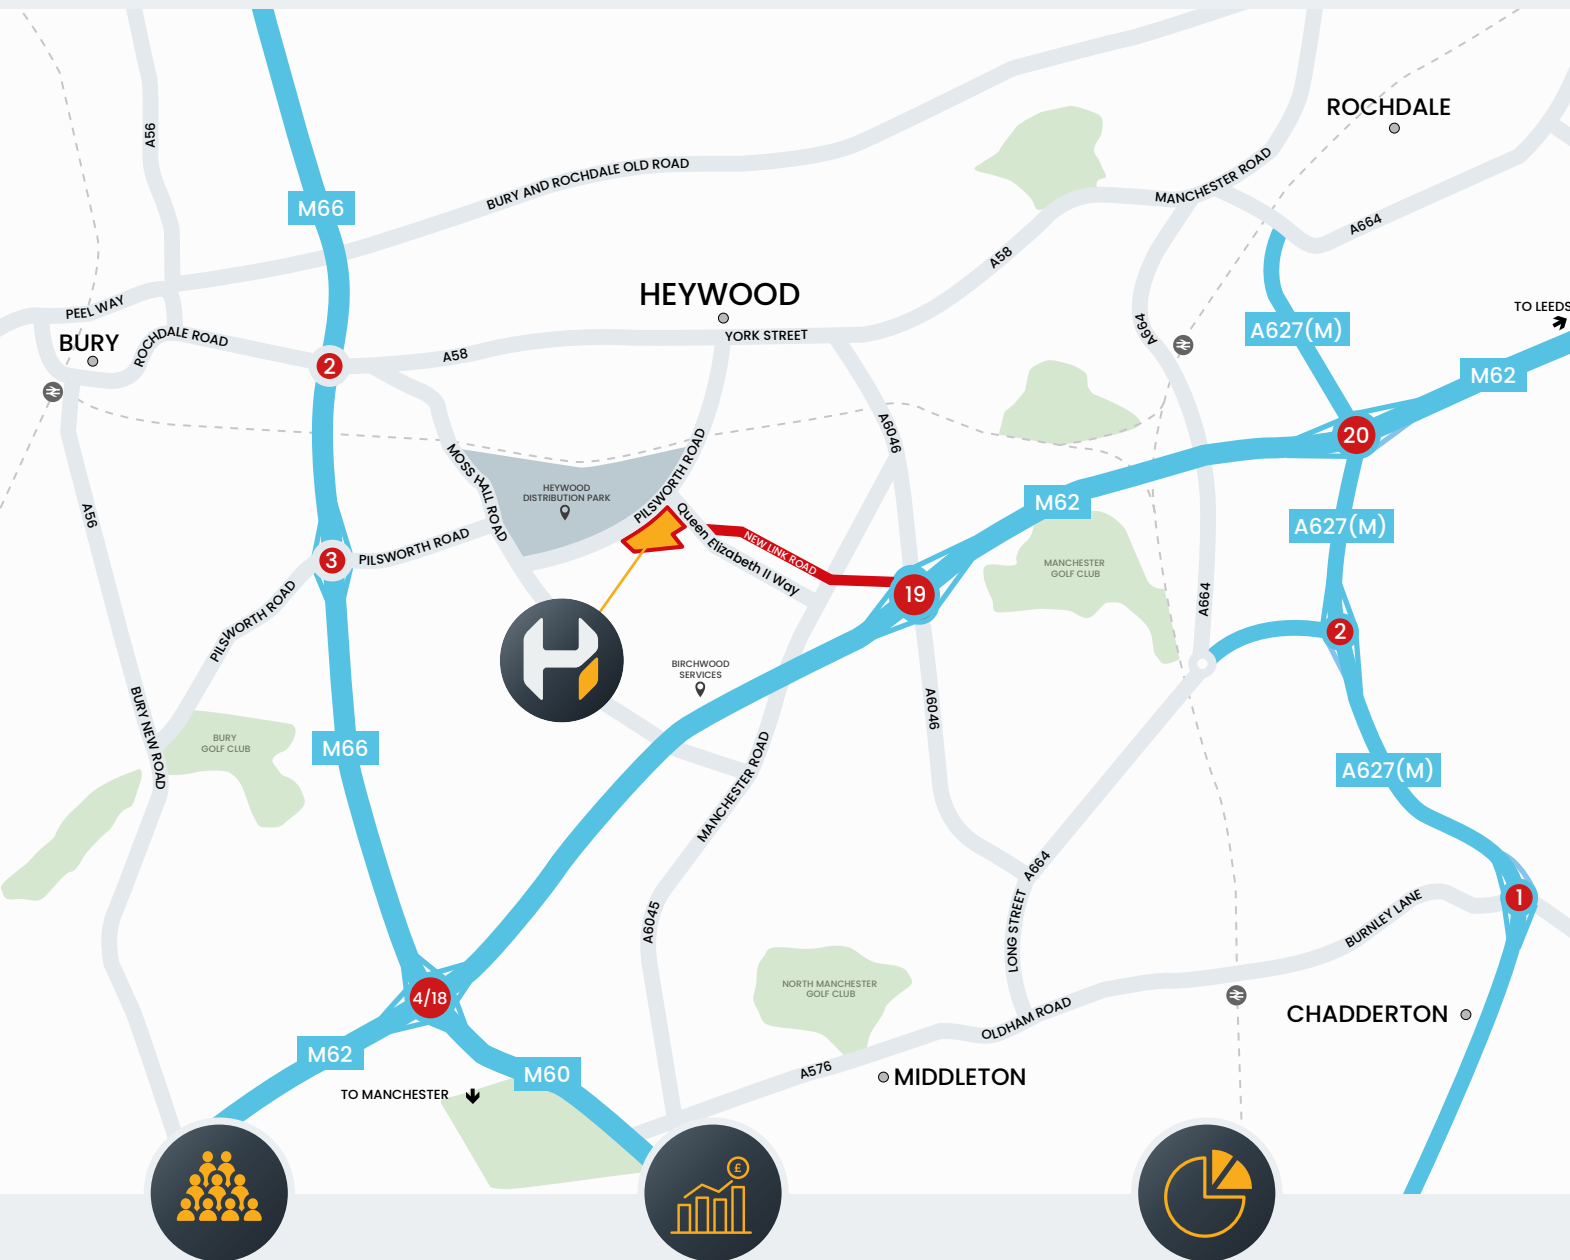 ROCHDALE
A56
MANCHESTER ROAD
BURY AND ROCHDALE OLD ROAD
M66
A664
A58
HEYWOOD
PEEL WAY
TO LEEDS
BURY
ROCHDALE ROAD
YORK STREET
A664
A627(M)
A58
2
M62
A6046
20
MOSS HALL ROAD
PILSWORTH ROAD
HEYWOOD
DISTRIBUTION PARK
M62
A56
Queen Elizabeth II Way
NEW LINK ROAD
A627(M)
3
PILSWORTH ROAD
MANCHESTER
GOLF CLUB
19
A664
PILSWORTH ROAD
2
BIRCHWOOD
SERVICES
A6046
BURY NEW ROAD
BURY
GOLF CLUB
M66
MANCHESTER ROAD
A627(M)
A664
1
A6045
LONG STREET
BURNLEY LANE
4/18
NORTH MANCHESTER
GOLF CLUB
OLDHAM ROAD
CHADDERTON
M62
A576
M60
MIDDLETON
TO MANCHESTER
£